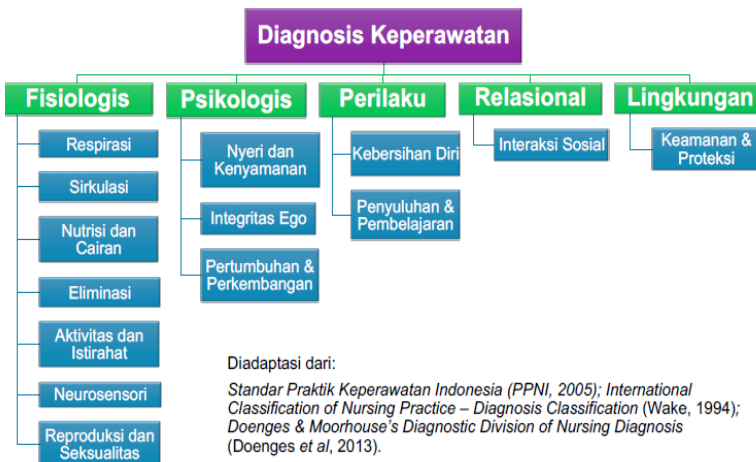 Diagnosis Keperawatan
Fisiologis
Respirasi
Sirkulasi
Nutrisi dan
Cairan
Eliminasi
Aktivitas dan
Istirahat
Neurosensori
Reproduksi dan
Seksualitas
Psikologis
Nyeri dan
Kenyamanan
Integritas Ego
Pertumbuhan &
Perkembangan
Perilaku
Kebersihan Diri
Penyuluhan &
Pembelajaran
Relasional
Interaksi Sosial
Lingkungan
Keamanan &
Proteksi
Diadaptasi dari:
Standar Praktik Keperawatan Indonesia (PPNI, 2005); International
Classification of Nursing Practice – Diagnosis Classification (Wake, 1994);
Doenges & Moorhouse's Diagnostic Division of Nursing Diagnosis
(Doenges et al, 2013).